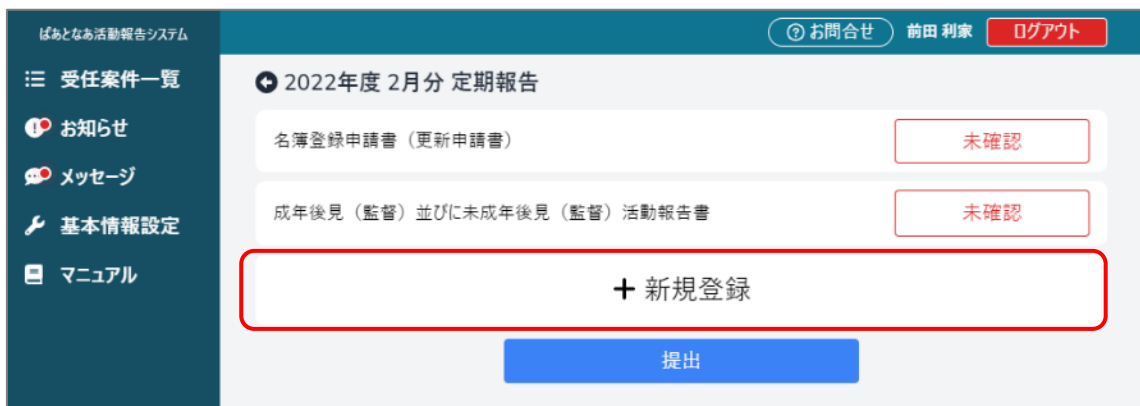 ぱあとなあ活動報告システム
お問合せ 前田 利家 ログアウト
受任案件一覧
お知らせ
メッセージ
基本情報設定
マニュアル
2022年度 2月分 定期報告
名簿登録申請書（更新申請書） 未確認
成年後見（監督）並びに未成年後見（監督）活動報告書 未確認
+ 新規登録
提出